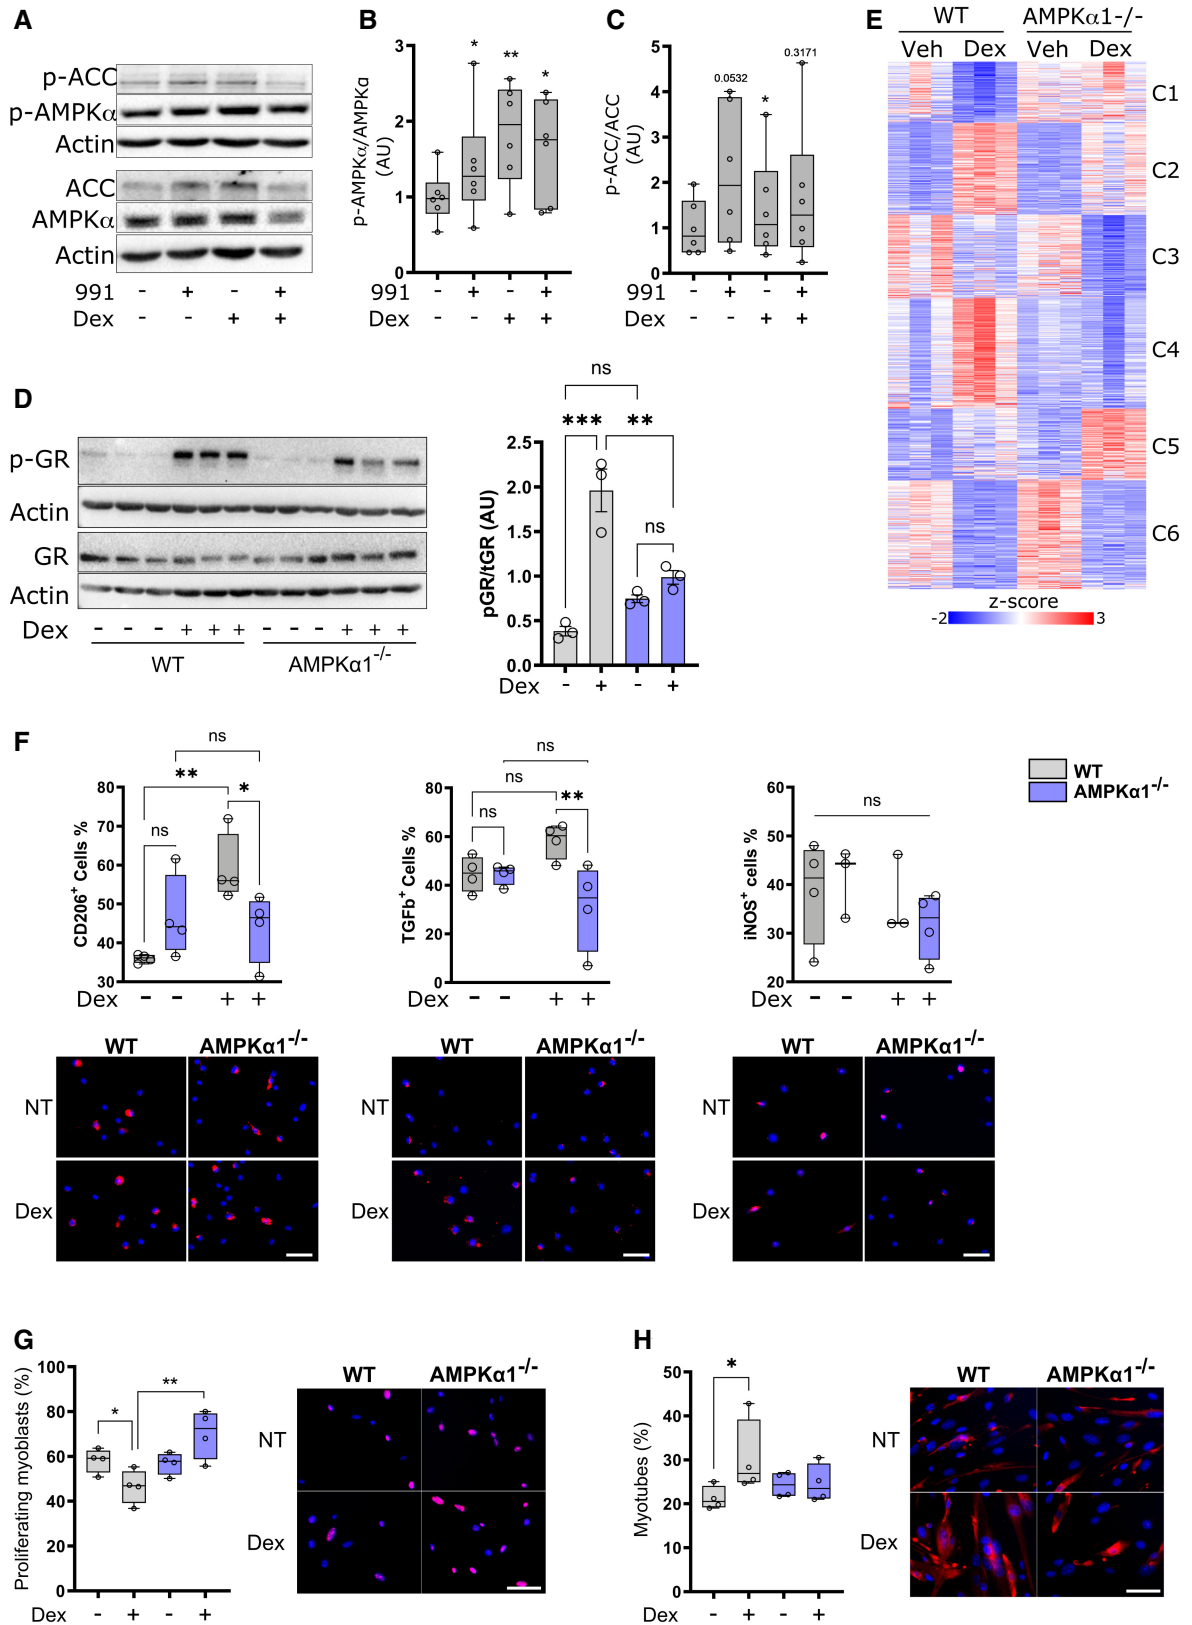 A
p-ACC
p-AMPKα
Actin
ACC
AMPKα
Actin
991 - + - +
Dex - - + +
B
p-AMPKα/AMPKα
(AU)
3
2
1
0
* ** *
991 - + - +
Dex - - + +
C
p-ACC/ACC
(AU)
5
4
3
2
1
0
0.0532 * 0.3171
991 - + - +
Dex - - + +
E
WT AMPKα1-/-
Veh Dex Veh Dex
C1
C2
C3
C4
C5
C6
z-score
-2 3
D
p-GR
Actin
GR
Actin
Dex - - - + + + - - - + + +
WT AMPKα1-/-
ns
*** **
ns
pGR/tGR (AU)
2.5
2.0
1.5
1.0
0.5
0.0
Dex - + - +
F
ns
** *
ns
CD206+ Cells %
80
70
60
50
40
30
Dex - - + +
ns
ns
ns **
TGFb+ Cells %
80
60
40
20
0
Dex - - + +
ns
iNOS+ Cells %
60
50
40
30
20
Dex - - + +
WT
AMPKα1-/-
WT AMPKα1-/-
NT
Dex
WT AMPKα1-/-
NT
Dex
WT AMPKα1-/-
NT
Dex
G
Proliferating myoblasts (%)
100
80
60
40
20
0
* **
Dex - + - +
WT AMPKα1-/-
NT
Dex
H
Myotubes (%)
50
40
30
20
10
0
*
Dex - + - +
WT AMPKα1-/-
NT
Dex